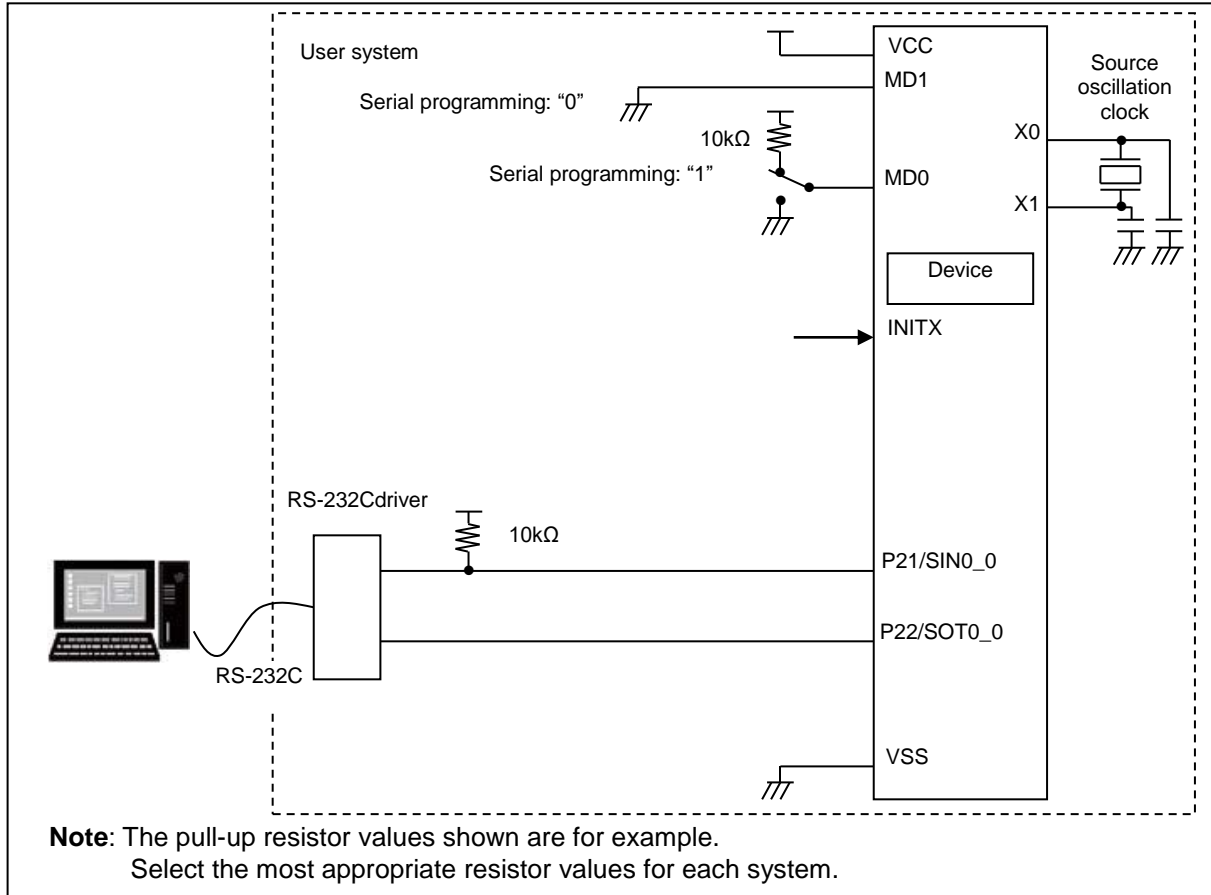 User system
VCC
MD1
Source
oscillation
clock
Serial programming: “0”
X0
10kΩ
Serial programming: “1”
MD0
X1
Device
INITX
RS-232Cdriver
10kΩ
P21/SIN0_0
P22/SOT0_0
RS-232C
VSS
Note: The pull-up resistor values shown are for example.
Select the most appropriate resistor values for each system.